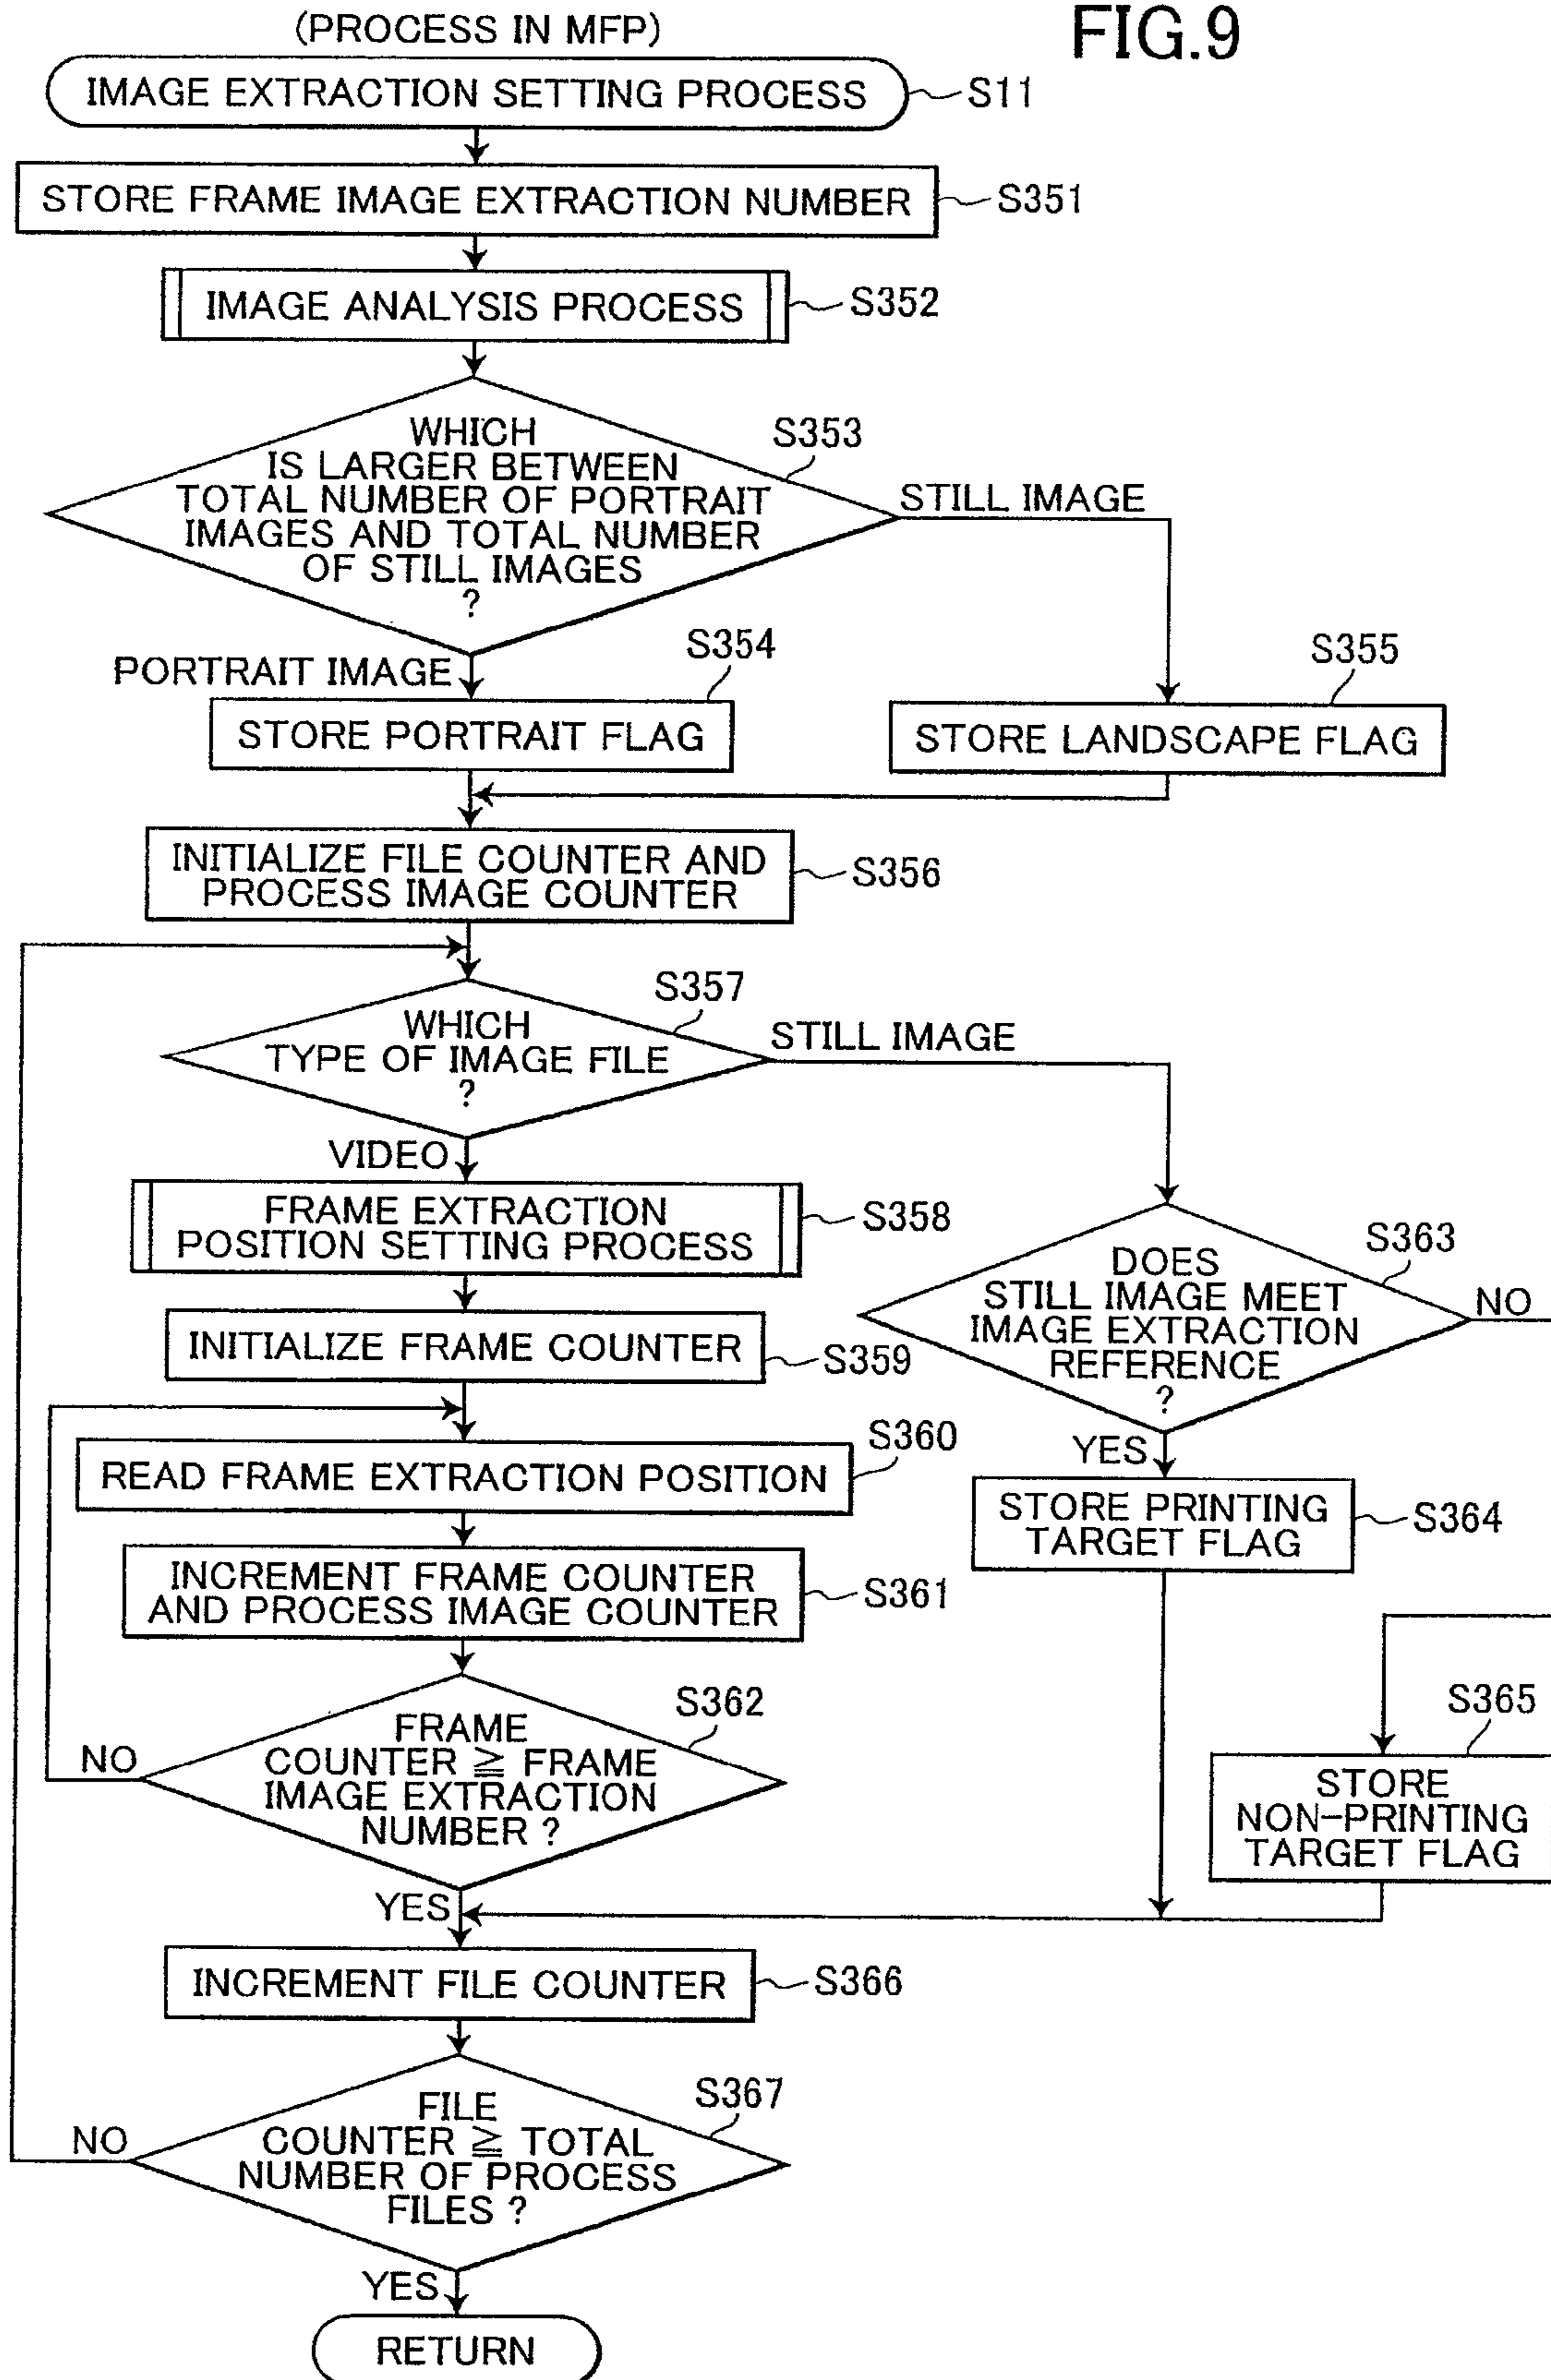 (PROCESS IN MFP)
FIG.9
IMAGE EXTRACTION SETTING PROCESS
S11
STORE FRAME IMAGE EXTRACTION NUMBER
S351
IMAGE ANALYSIS PROCESS
S352
S353
WHICH
IS LARGER BETWEEN
TOTAL NUMBER OF PORTRAIT
IMAGES AND TOTAL NUMBER
OF STILL IMAGES
?
STILL IMAGE
PORTRAIT IMAGE
S354
STORE PORTRAIT FLAG
S355
STORE LANDSCAPE FLAG
INITIALIZE FILE COUNTER AND
PROCESS IMAGE COUNTER
S356
S357
WHICH
TYPE OF IMAGE FILE
?
STILL IMAGE
VIDEO
FRAME EXTRACTION
POSITION SETTING PROCESS
S358
S363
DOES
STILL IMAGE MEET
IMAGE EXTRACTION
REFERENCE
?
NO
YES
INITIALIZE FRAME COUNTER
S359
S360
READ FRAME EXTRACTION POSITION
STORE PRINTING
TARGET FLAG
S364
INCREMENT FRAME COUNTER
AND PROCESS IMAGE COUNTER
S361
S362
FRAME
COUNTER ≧ FRAME
IMAGE EXTRACTION
NUMBER ?
NO
YES
S365
STORE
NON-PRINTING
TARGET FLAG
INCREMENT FILE COUNTER
S366
S367
FILE
COUNTER ≧ TOTAL
NUMBER OF PROCESS
FILES ?
NO
YES
RETURN